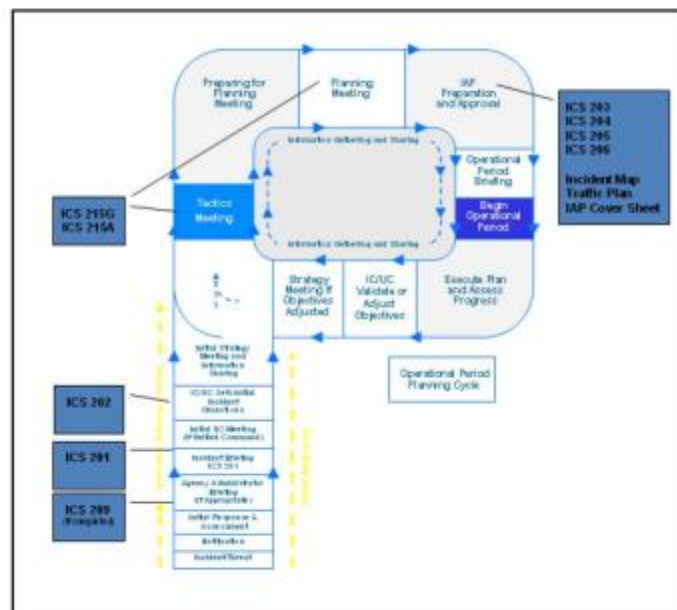 Preparing for
Planning
Meeting
Planning
Meeting
IAP
Preparation
and Approval
ICS 203
ICS 204
ICS 205
ICS 206
Incident Map
Traffic Plan
IAP Cover Sheet
Information Gathering and Sharing
Operational
Period
Briefing
Begin
Operational
Period
ICS 215G
ICS 215A
Tactics
Meeting
Information Gathering and Sharing
Strategy
Meeting If
Objectives
Adjusted
IC/UC
Validate or
Adjust
Objectives
Execute Plan
and Assess
Progress
Operational Period
Planning Cycle
Initial Strategy
Meeting and
Information
Sharing
ICS 202
Incident
Objectives
Initial UC Meeting
(If Unified Command)
ICS 201
Incident Briefing
ICS 201
Agency Administrator
Briefing
(If Appropriate)
ICS 209
Initial Response &
Assessment
Notification